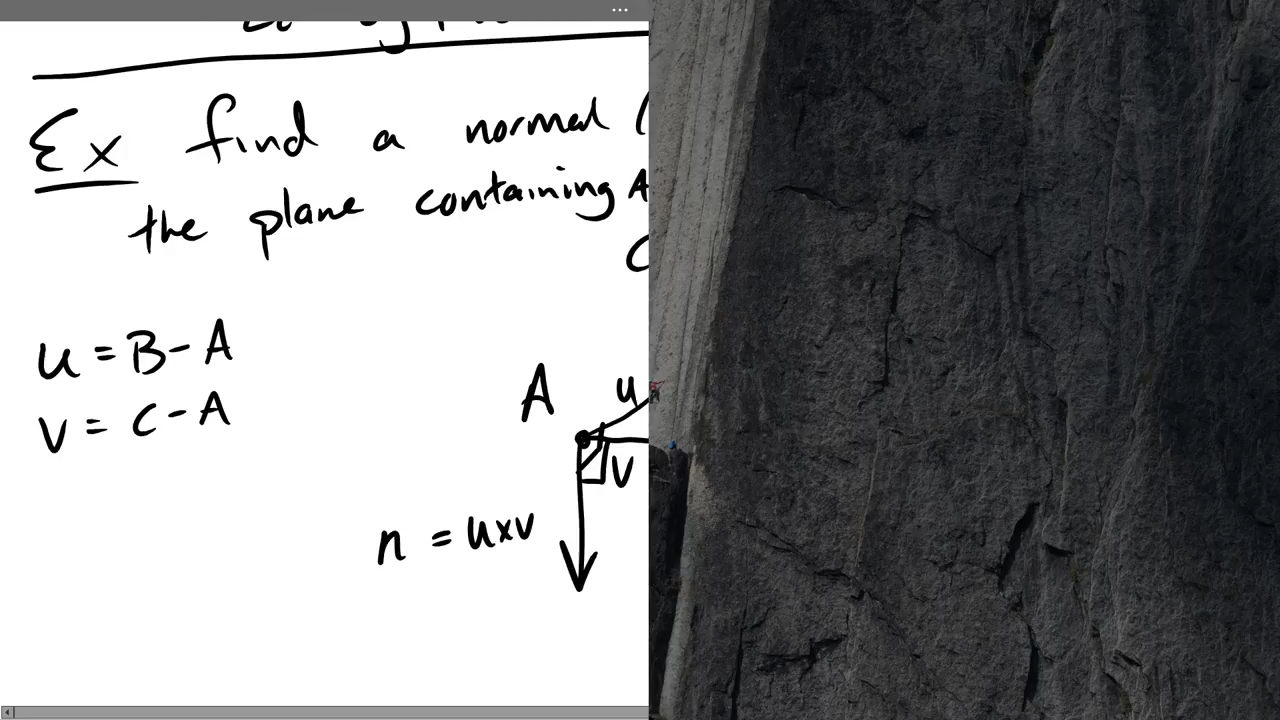 Ex find a normal (
the plane containing A
C
u = B - A
v = C - A
A u
v
n = u x v